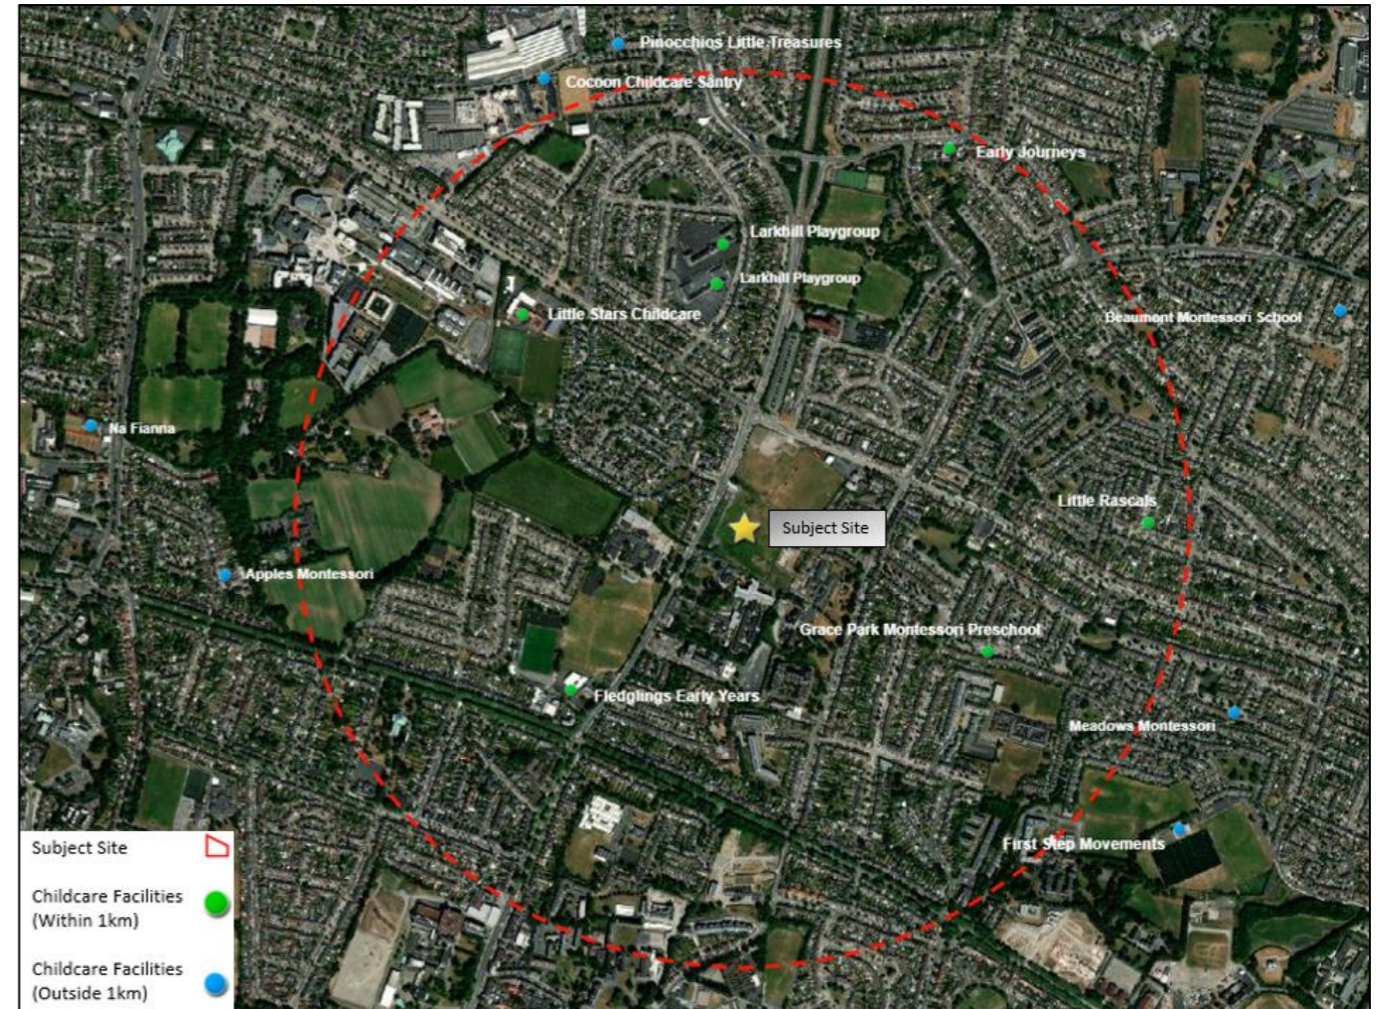 Pinocchios Little Treasures
Cocoon Childcare Santry
Early Journeys
Larkhill Playgroup
Larkhill Playgroup
Little Stars Childcare
Beaumont Montessori School
Na Fianna
Little Rascals
Subject Site
Apples Montessori
Grace Park Montessori Preschool
Fledglings Early Years
Meadows Montessori
First Step Movements
Subject Site
Childcare Facilities
(Within 1km)
Childcare Facilities
(Outside 1km)